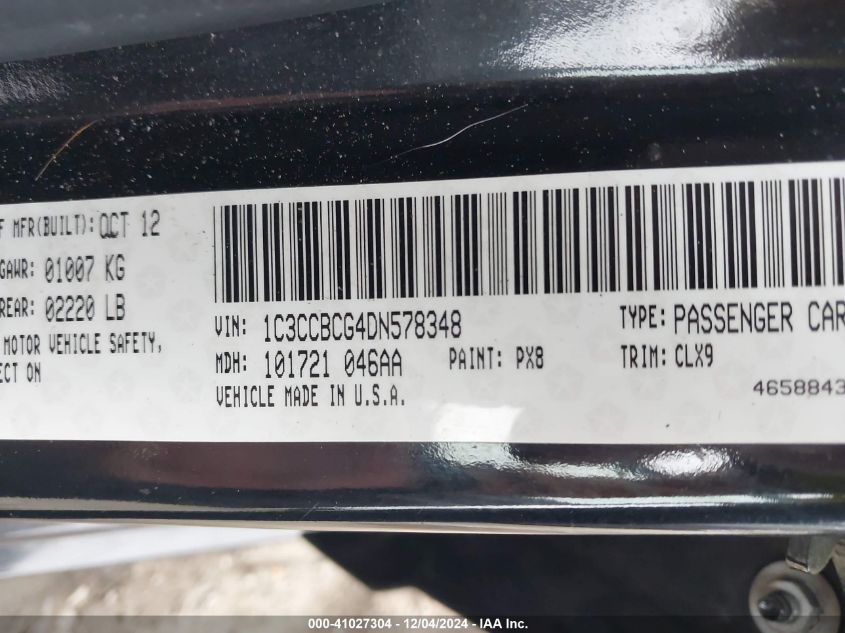 F MFR(BUILT): OCT 12
GAWR: 01007 KG
REAR: 02220 LB
MOTOR VEHICLE SAFETY,
ECT ON
VIN: 1C3CCBCG4DN578348
TYPE: PASSENGER CAR
MDH: 101721 046AA
PAINT: PX8
TRIM: CLX9
VEHICLE MADE IN U.S.A.
4658843
000-41027304 - 12/04/2024 - IAA Inc.